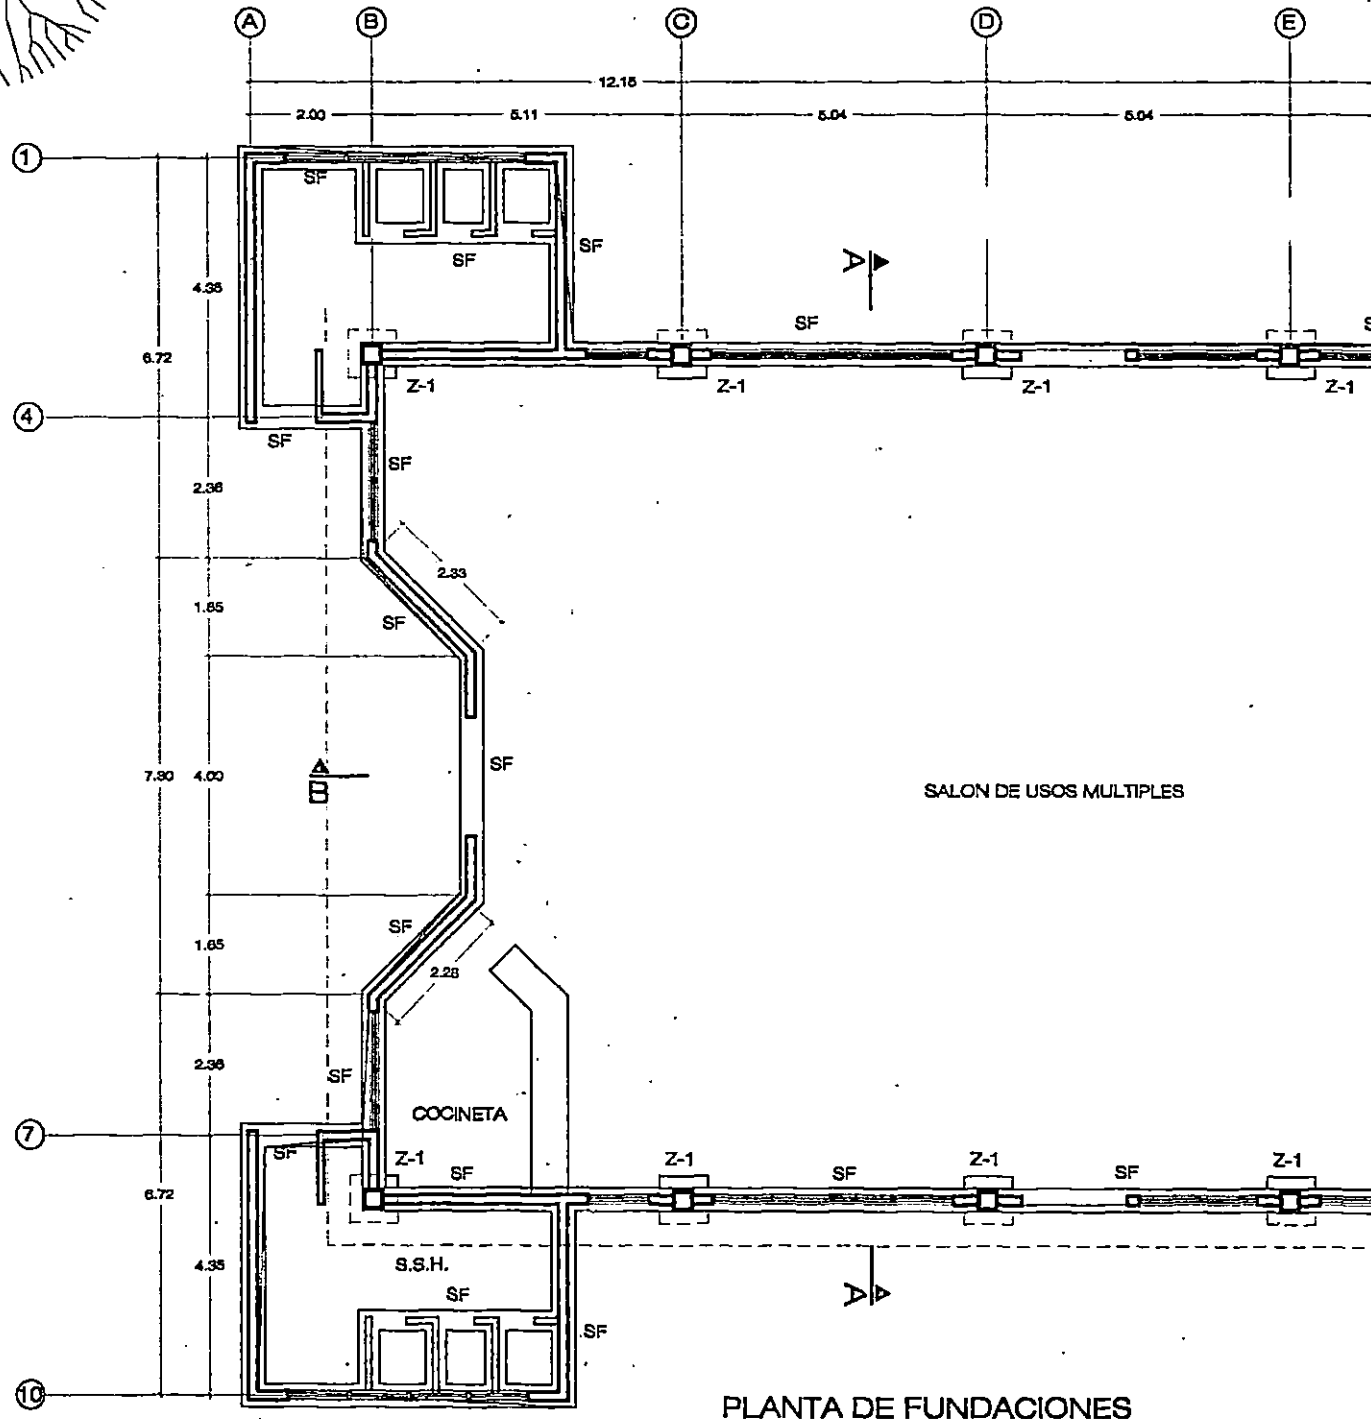 A B C D E
12.15
2.00 5.11 5.04 5.04
1
SF
SF
SF
A
4.35
SF
6.72
Z-1 Z-1 Z-1 Z-1
4
SF
SF
2.36
2.33
1.65
SF
SF
7.30 4.00
B
SALON DE USOS MULTIPLES
SF
1.65
2.28
2.36
SF
COCINETA
7
SF
Z-1 SF Z-1 SF Z-1 SF Z-1
6.72
S.S.H.
4.35
SF
A
SF
10
PLANTA DE FUNDACIONES